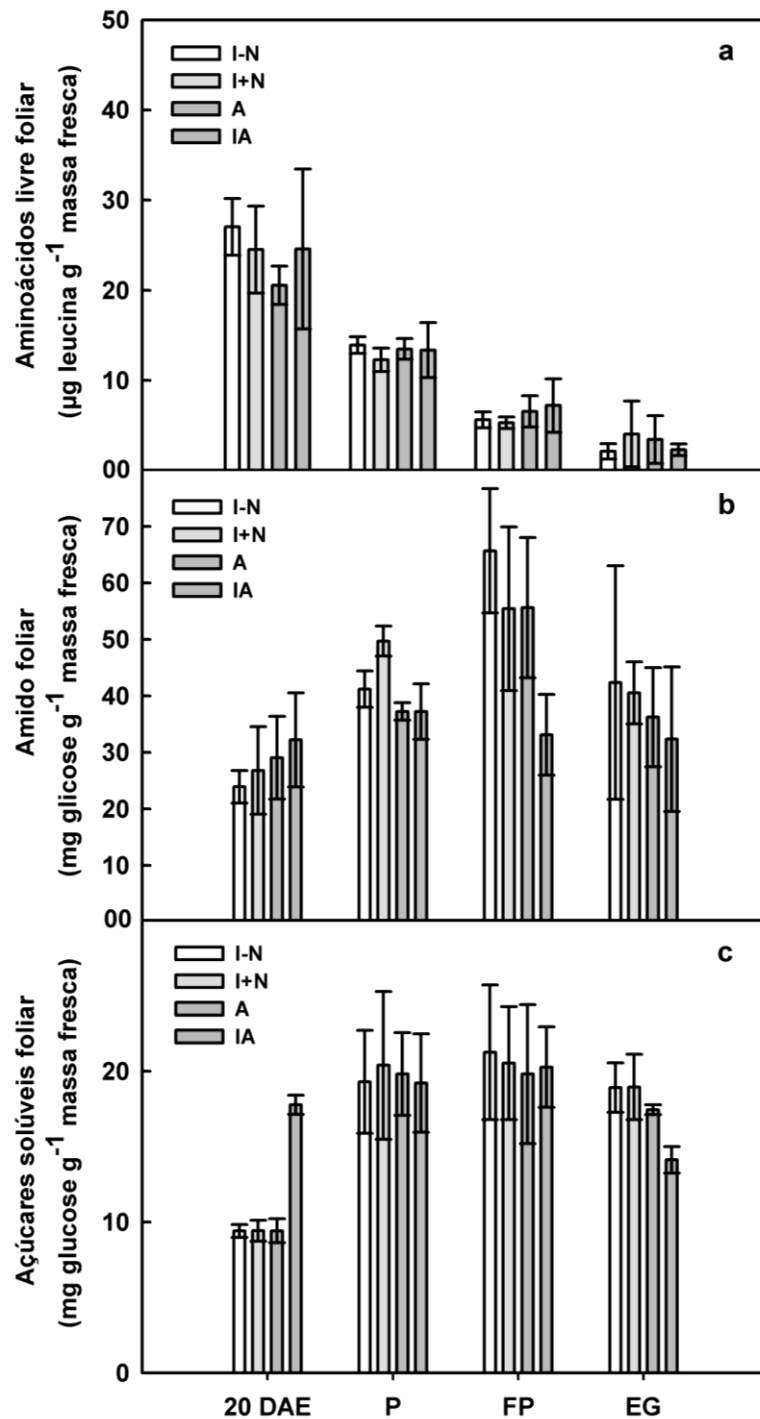 a
I-N
I+N
A
IA
Aminoácidos livre foliar
(µg leucina g⁻¹ massa fresca)
50
40
30
20
10
00
b
I-N
I+N
A
IA
Amido foliar
(mg glicose g⁻¹ massa fresca)
70
60
50
40
30
20
10
00
c
I-N
I+N
A
IA
Açúcares solúveis foliar
(mg glucose g⁻¹ massa fresca)
20
10
0
20 DAE P FP EG